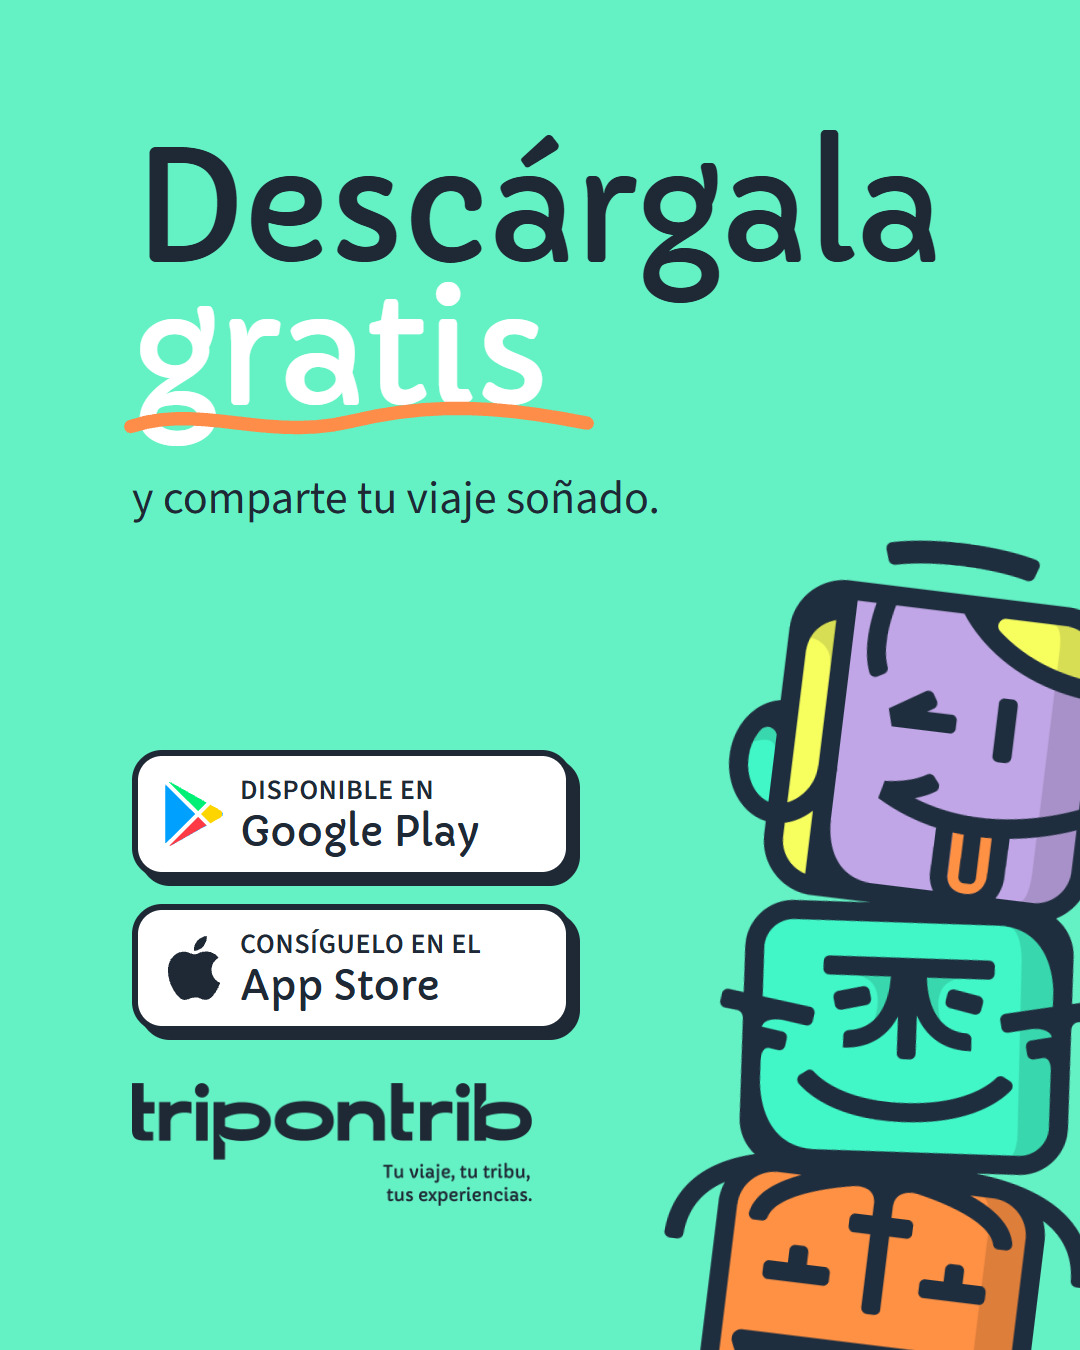 Descárgala
gratis
y comparte tu viaje soñado.
DISPONIBLE EN
Google Play
CONSÍGUELO EN EL
App Store
tripontrib
Tu viaje, tu tribu,
tus experiencias.